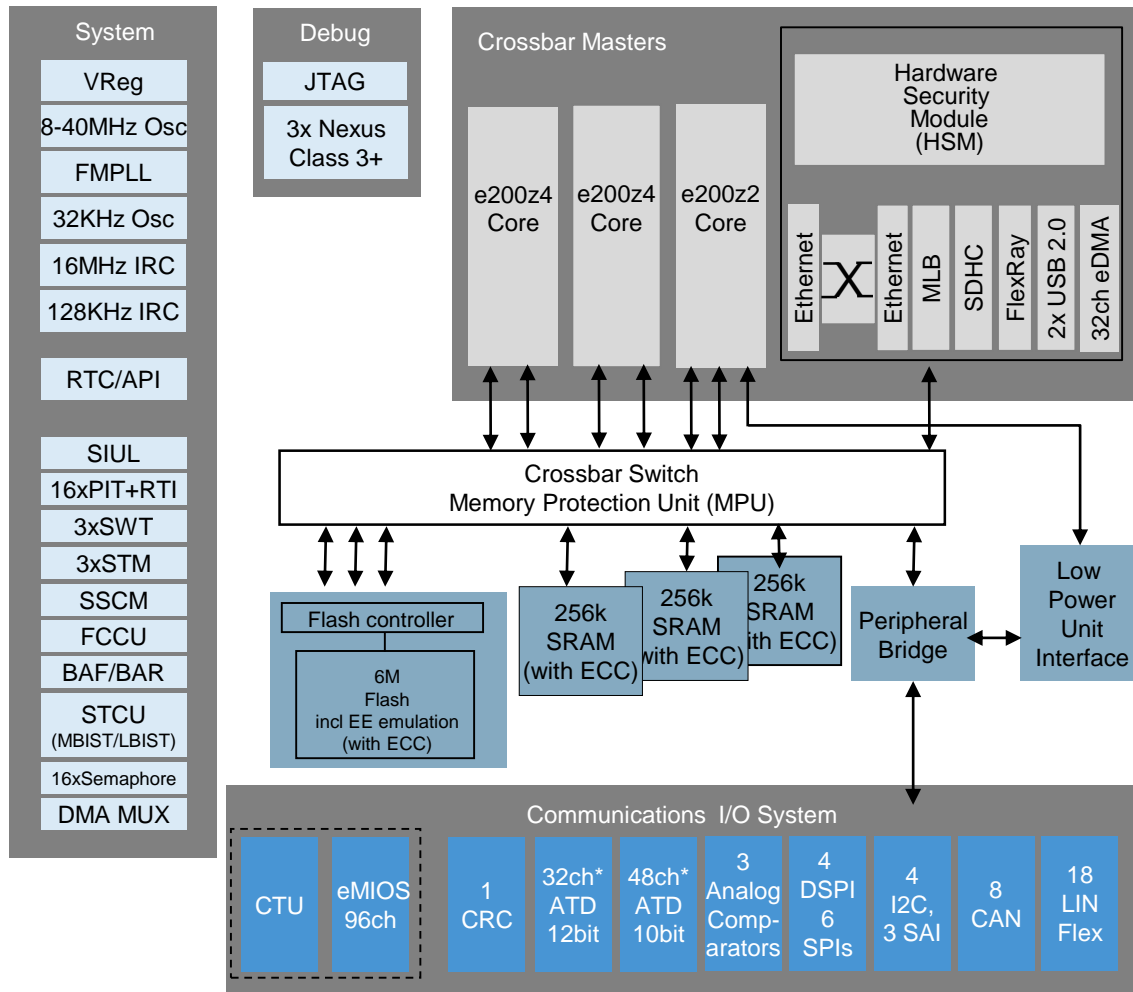 System
VReg
8-40MHz Osc
FMPLL
32KHz Osc
16MHz IRC
128KHz IRC
RTC/API
SIUL
16xPIT+RTI
3xSWT
3xSTM
SSCM
FCCU
BAF/BAR
STCU
(MBIST/LBIST)
16xSemaphore
DMA MUX
Debug
JTAG
3x Nexus
Class 3+
Crossbar Masters
e200z4
Core
e200z4
Core
e200z2
Core
Hardware
Security
Module
(HSM)
Ethernet
Ethernet
MLB
SDHC
FlexRay
2x USB 2.0
32ch eDMA
Crossbar Switch
Memory Protection Unit (MPU)
Flash controller
6M
Flash
incl EE emulation
(with ECC)
256k
SRAM
(with ECC)
256k
SRAM
(with ECC)
256k
SRAM
(with ECC)
Peripheral
Bridge
Low
Power
Unit
Interface
Communications I/O System
CTU
eMIOS
96ch
1
CRC
32ch*
ATD
12bit
48ch*
ATD
10bit
3
Analog
Comp-
arators
4
DSPI
6
SPIs
4
I2C,
3 SAI
8
CAN
18
LIN
Flex